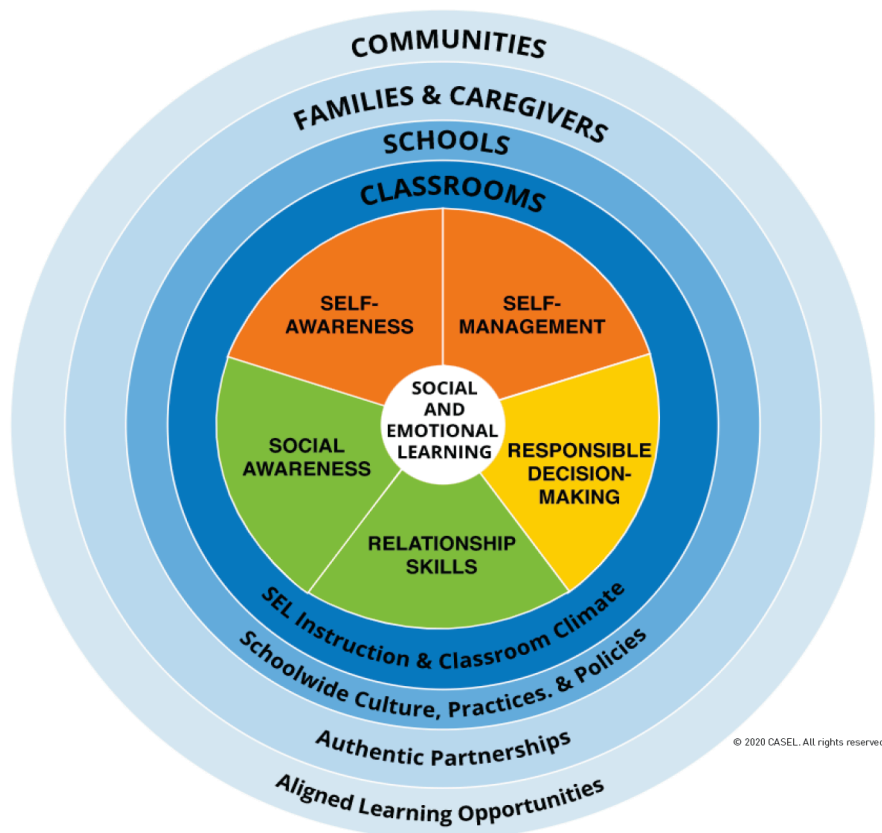 COMMUNITIES
FAMILIES & CAREGIVERS
SCHOOLS
CLASSROOMS
SELF-
AWARENESS
SELF-
MANAGEMENT
SOCIAL
AND
EMOTIONAL
LEARNING
SOCIAL
AWARENESS
RESPONSIBLE
DECISION-
MAKING
RELATIONSHIP
SKILLS
SEL Instruction & Classroom Climate
Schoolwide Culture, Practices. & Policies
Authentic Partnerships
Aligned Learning Opportunities
© 2020 CASEL. All rights reserved